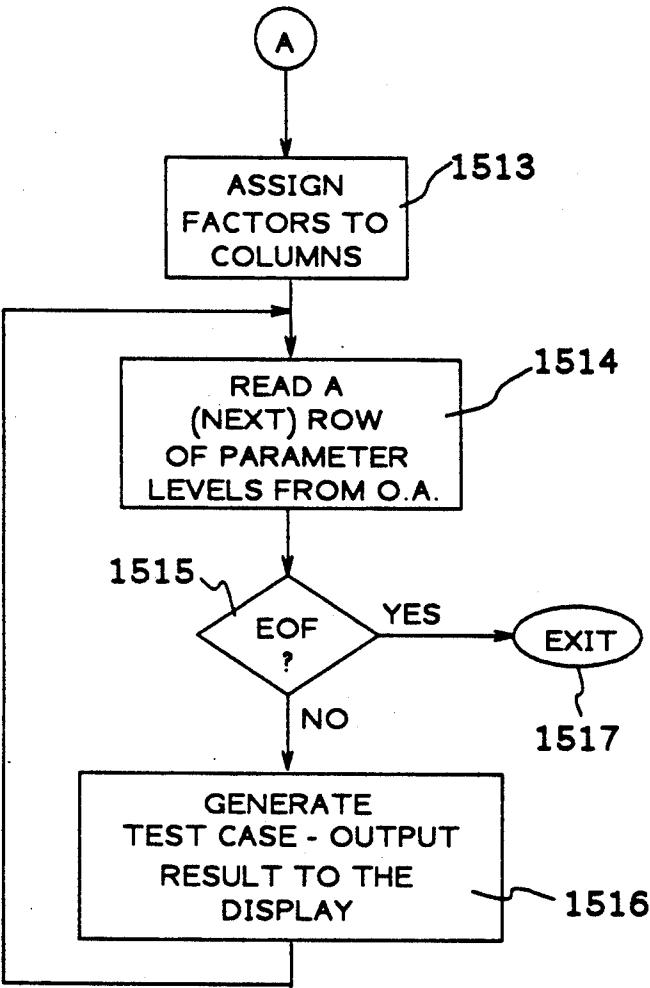 A
1513
ASSIGN
FACTORS TO
COLUMNS
1514
READ A
(NEXT) ROW
OF PARAMETER
LEVELS FROM O.A.
1515
EOF
?
YES
EXIT
1517
NO
GENERATE
TEST CASE - OUTPUT
RESULT TO THE
DISPLAY
1516